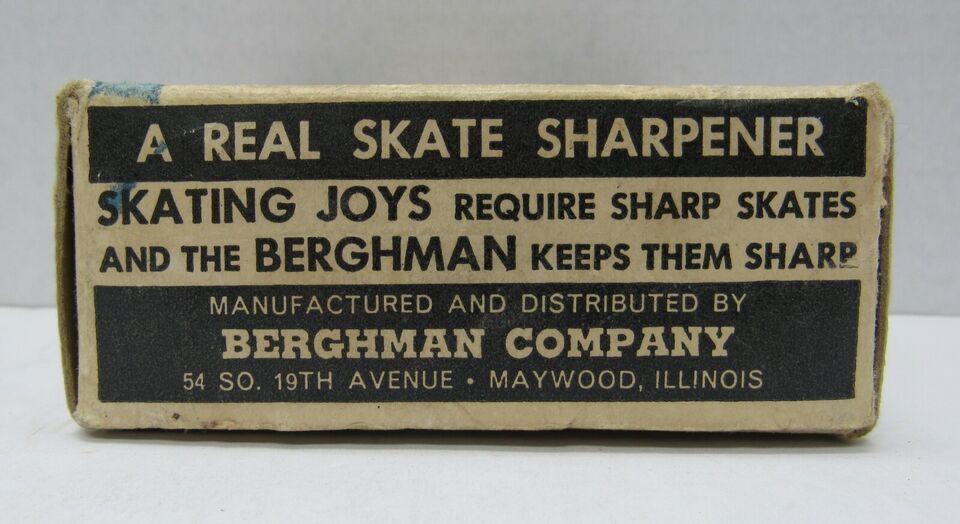 A REAL SKATE SHARPENER
SKATING JOYS REQUIRE SHARP SKATES
AND THE BERGHMAN KEEPS THEM SHARP
MANUFACTURED AND DISTRIBUTED BY
BERGHMAN COMPANY
54 SO. 19TH AVENUE • MAYWOOD, ILLINOIS